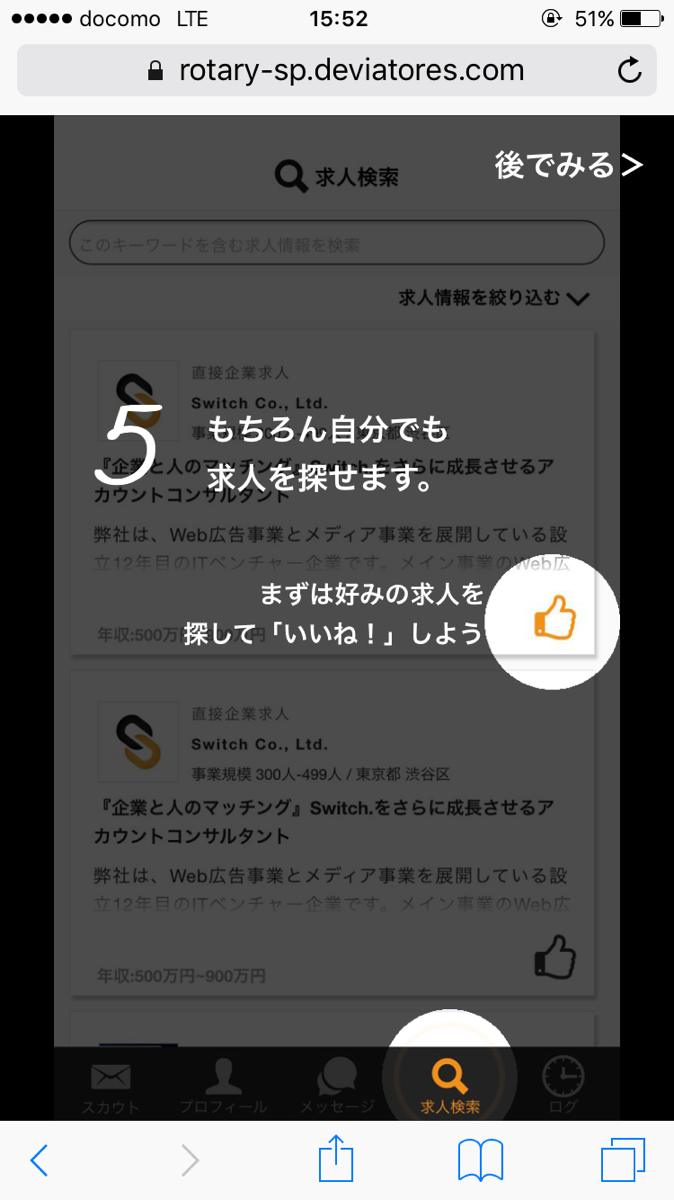 docomo LTE 15:52 51%
rotary-sp.deviatores.com
後でみる＞
求人検索
このキーワードを含む求人情報を検索
求人情報を絞り込む
直接企業求人
Switch Co., Ltd.
5 もちろん自分でも
求人を探せます。
『企業と人のマッチング』Switch.をさらに成長させるア
カウントコンサルタント
弊社は、Web広告事業とメディア事業を展開している設
立12年目のITベンチャー企業です。メイン事業のWeb広
まずは好みの求人を
探して「いいね！」しよう
年収:500万円
直接企業求人
Switch Co., Ltd.
事業規模 300人-499人 / 東京都 渋谷区
『企業と人のマッチング』Switch.をさらに成長させるア
カウントコンサルタント
弊社は、Web広告事業とメディア事業を展開している設
立12年目のITベンチャー企業です。メイン事業のWeb広
年収:500万円~900万円
スカウト プロフィール メッセージ 求人検索 ログ